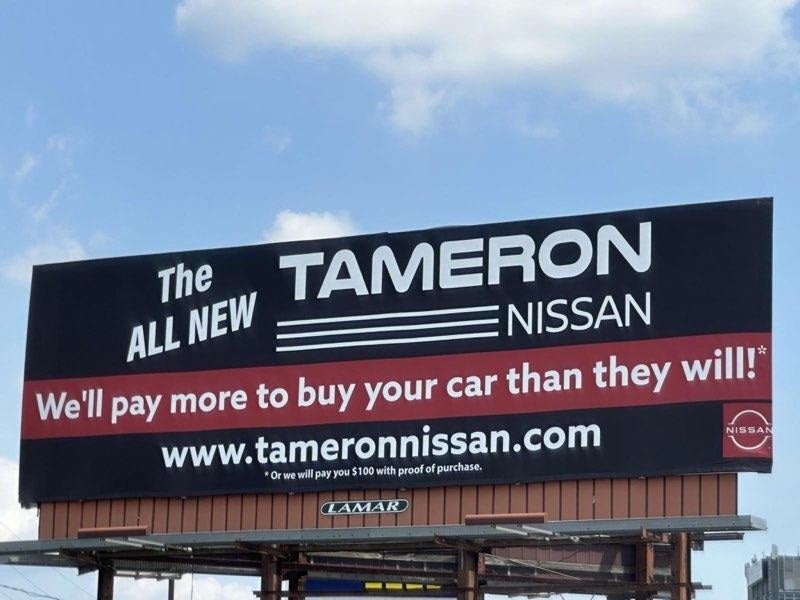 The
ALL NEW
TAMERON
NISSAN
We'll pay more to buy your car than they will!*
NISSAN
www.tameronnissan.com
* Or we will pay you $100 with proof of purchase.
LAMAR